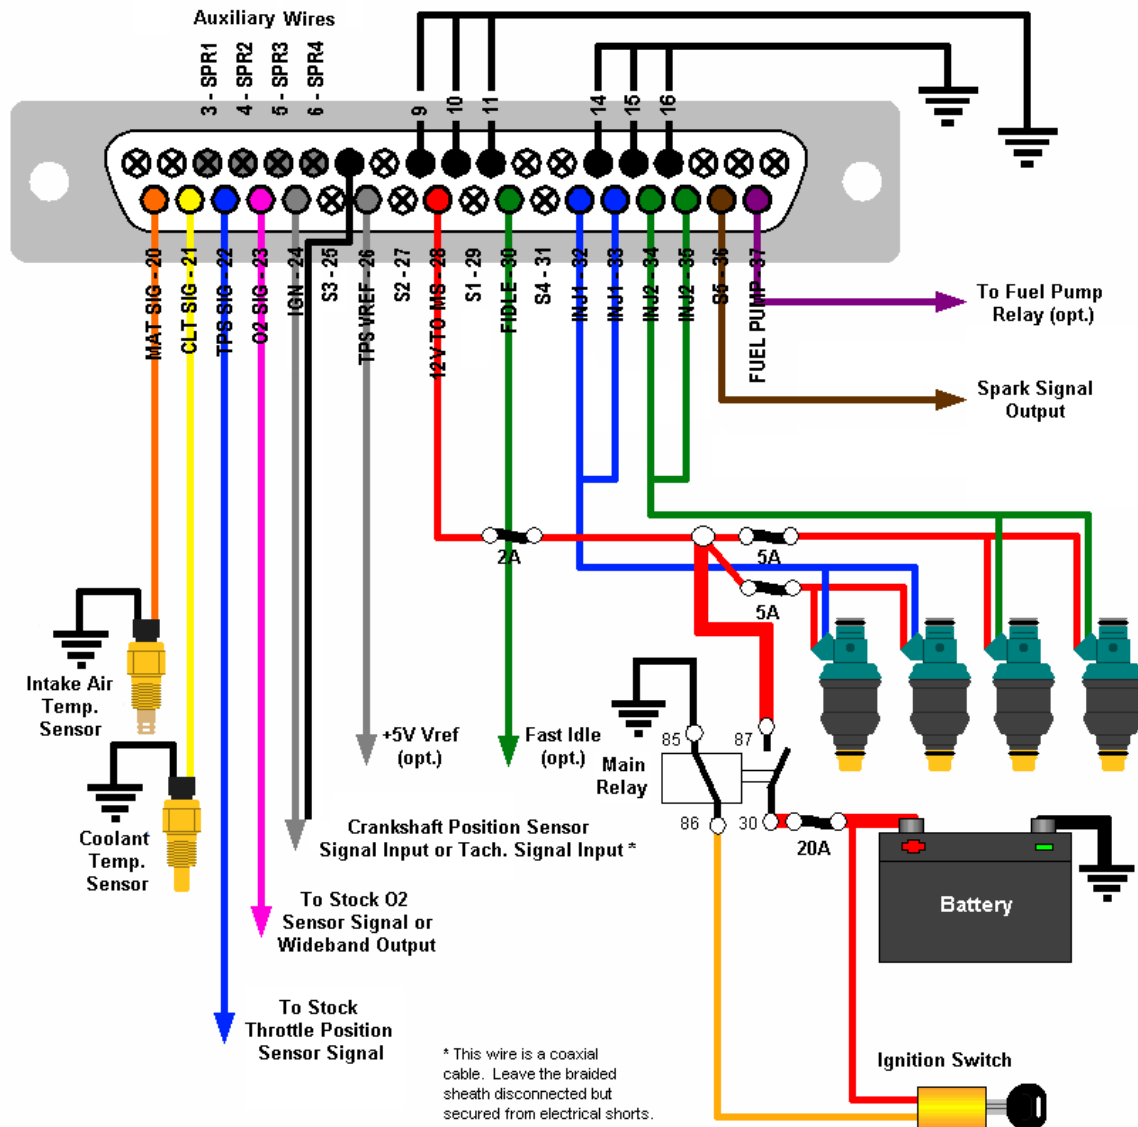 Auxiliary Wires
3 - SPR1
4 - SPR2
5 - SPR3
6 - SPR4
9
10
11
14
15
16
MAT SIG - 20
CLT SIG - 21
TPS SIG - 22
O2 SIG - 23
IGN - 24
S3 - 25
TPS VREF - 26
S2 - 27
12V TO MS - 28
S1 - 29
FIDLE - 30
S4 - 31
INJ1 - 32
INJ1 - 33
INJ2 - 34
INJ2 - 35
S5 - 36
FUEL PUMP - 37
To Fuel Pump
Relay (opt.)
Spark Signal
Output
2A
5A
5A
Intake Air
Temp.
Sensor
+5V Vref
(opt.)
Fast Idle
(opt.)
85
87
Main
Relay
86
30
20A
Coolant
Temp.
Sensor
Crankshaft Position Sensor
Signal Input or Tach. Signal Input *
Battery
To Stock O2
Sensor Signal or
Wideband Output
To Stock
Throttle Position
Sensor Signal
* This wire is a coaxial
cable. Leave the braided
sheath disconnected but
secured from electrical shorts.
Ignition Switch